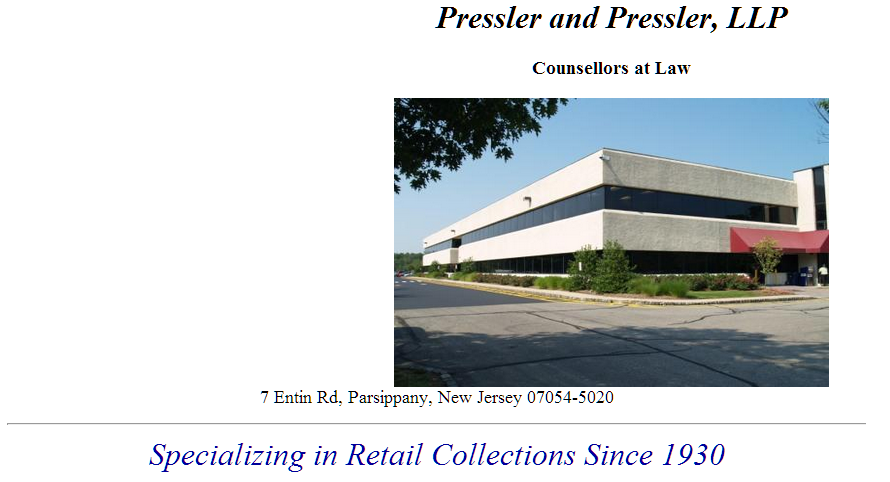 Pressler and Pressler, LLP
Counsellors at Law
7 Entin Rd, Parsippany, New Jersey 07054-5020
Specializing in Retail Collections Since 1930